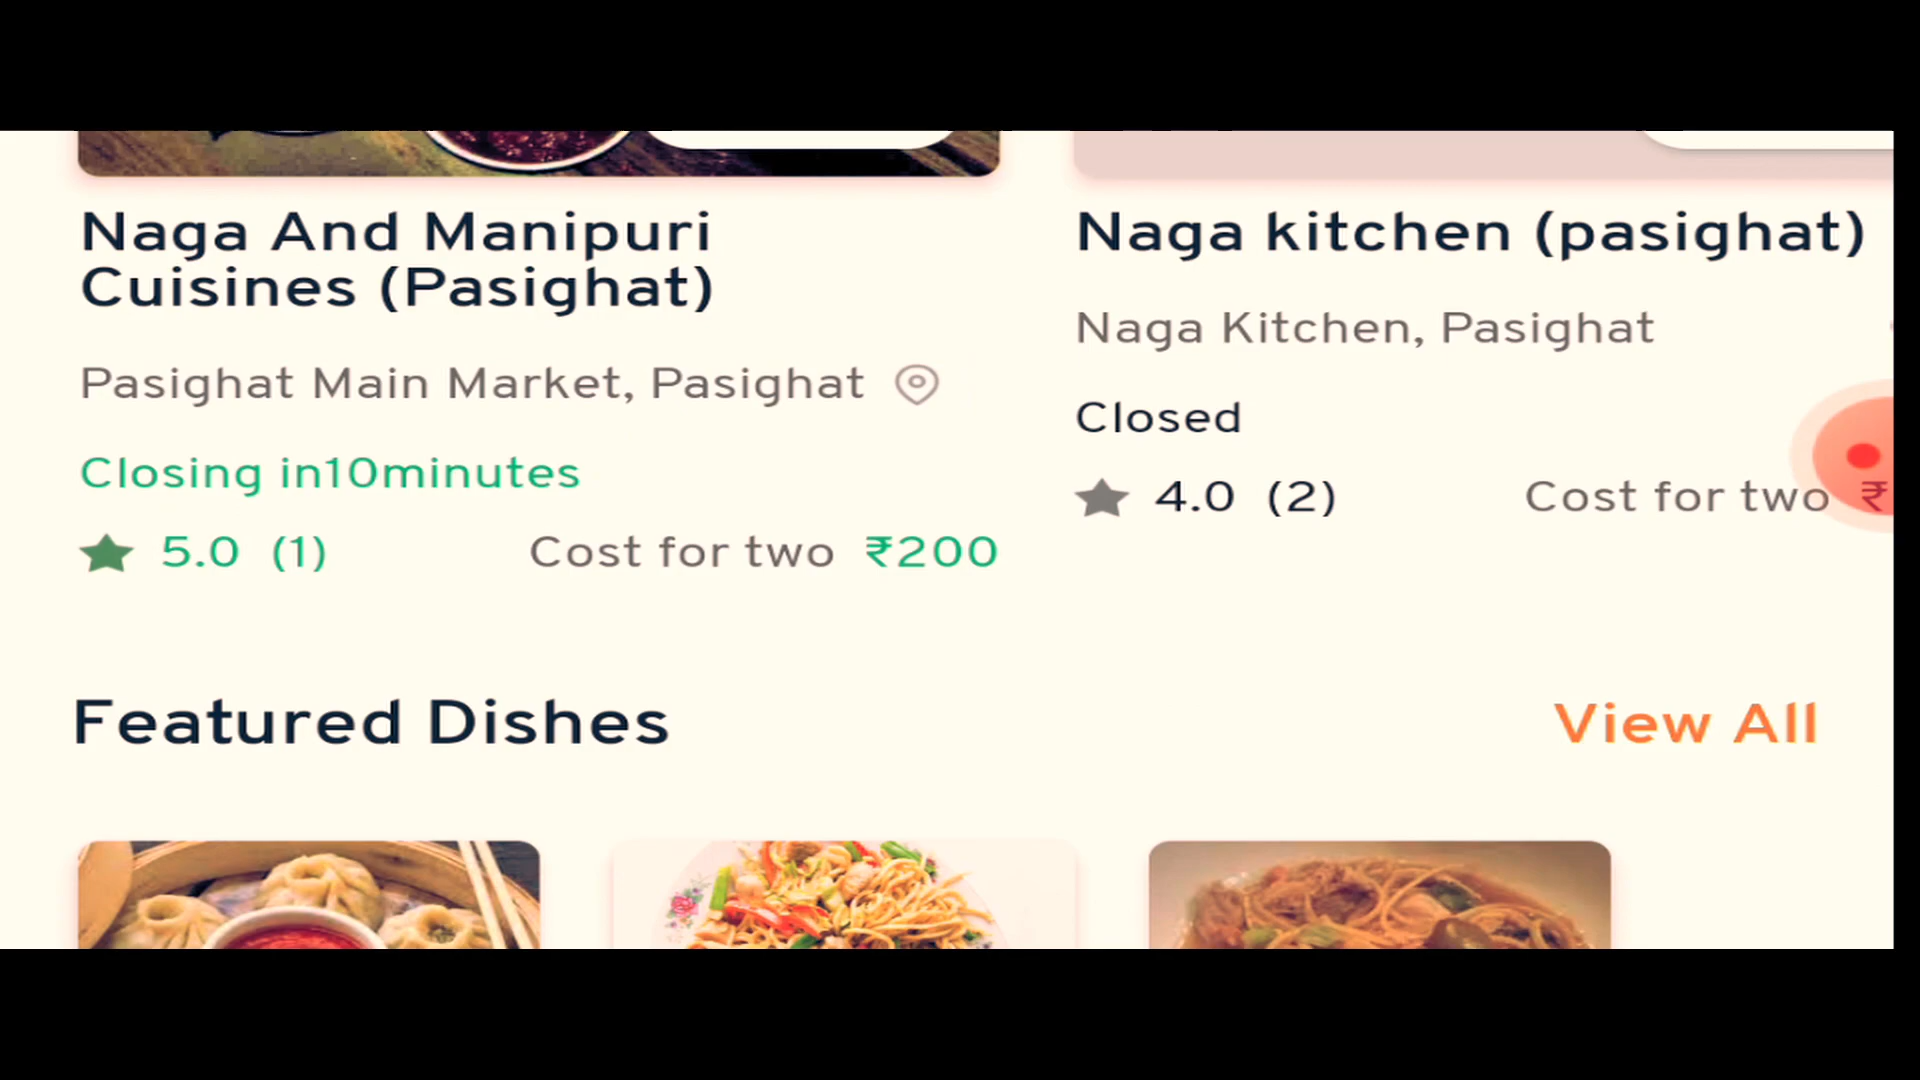 Naga And Manipuri
Cuisines (Pasighat)
Pasighat Main Market, Pasighat
Closing in10minutes
5.0 (1) Cost for two ₹200
Naga kitchen (pasighat)
Naga Kitchen, Pasighat
Closed
4.0 (2) Cost for two ₹
Featured Dishes
View All